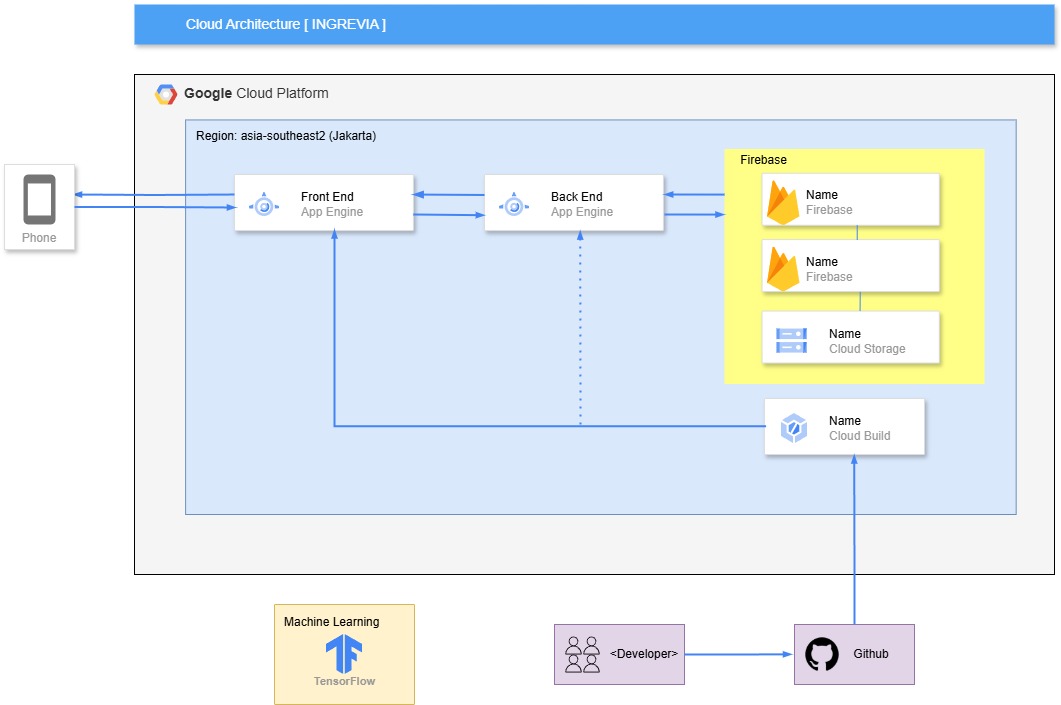 Cloud Architecture [ INGREVIA ]
Google Cloud Platform
Region: asia-southeast2 (Jakarta)
Phone
Front End
App Engine
Back End
App Engine
Firebase
Name
Firebase
Name
Firebase
Name
Cloud Storage
Name
Cloud Build
Machine Learning
TensorFlow
<Developer>
Github